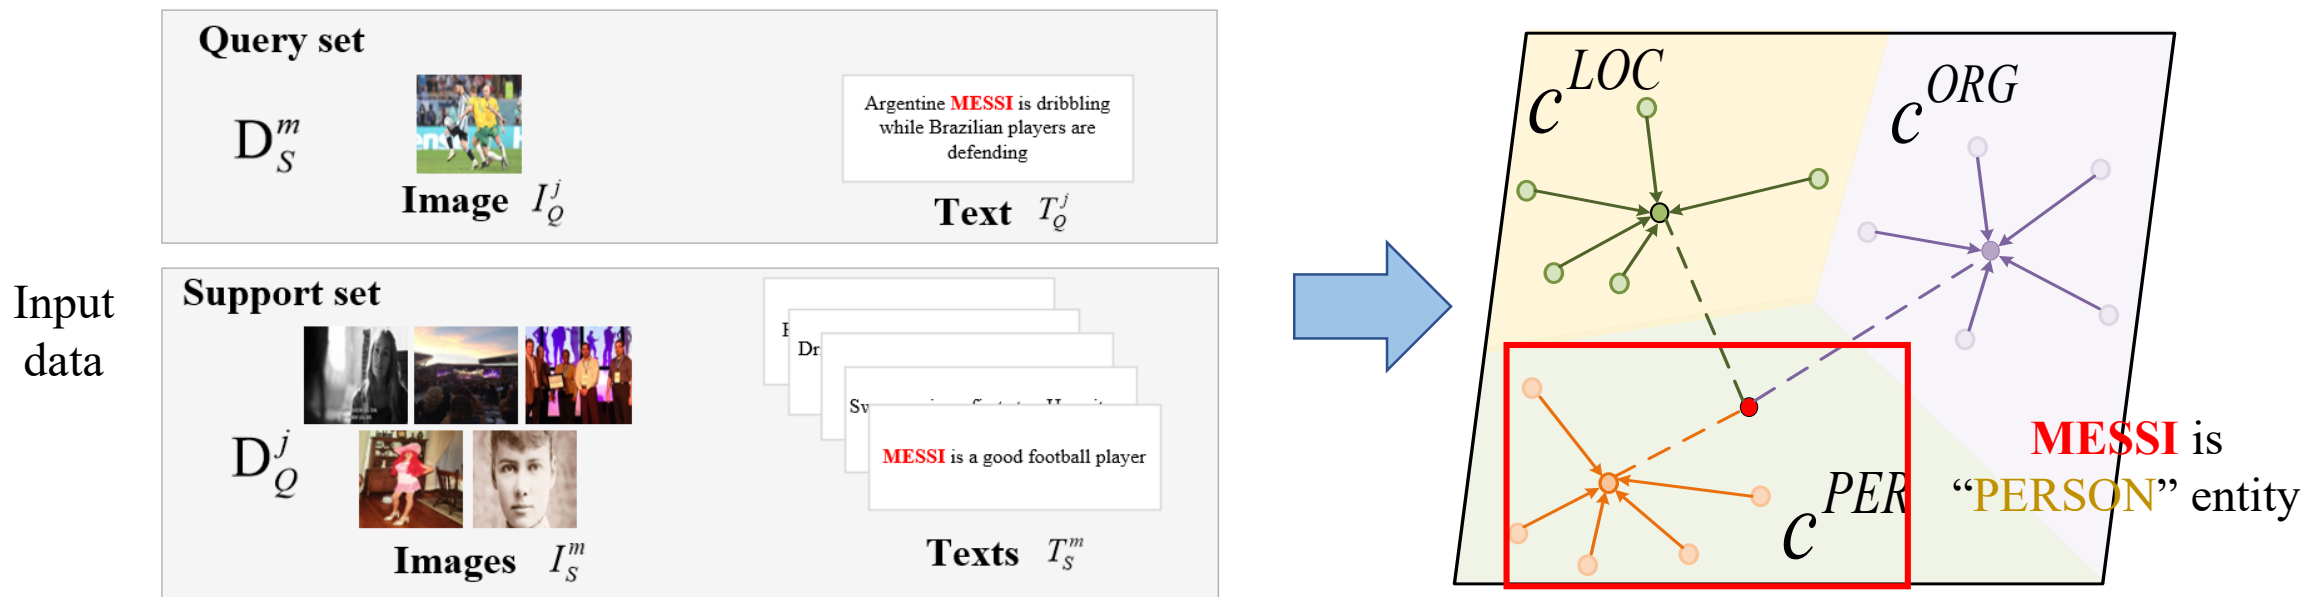 Query set
D_S^m
Argentine MESSI is dribbling
while Brazilian players are
defending
Image I_Q^j
Text T_Q^j
Input
data
Support set
D_Q^j
Dr
Sw
MESSI is a good football player
Images I_S^m
Texts T_S^m
c^LOC
c^ORG
c^PER
MESSI is
“PERSON” entity